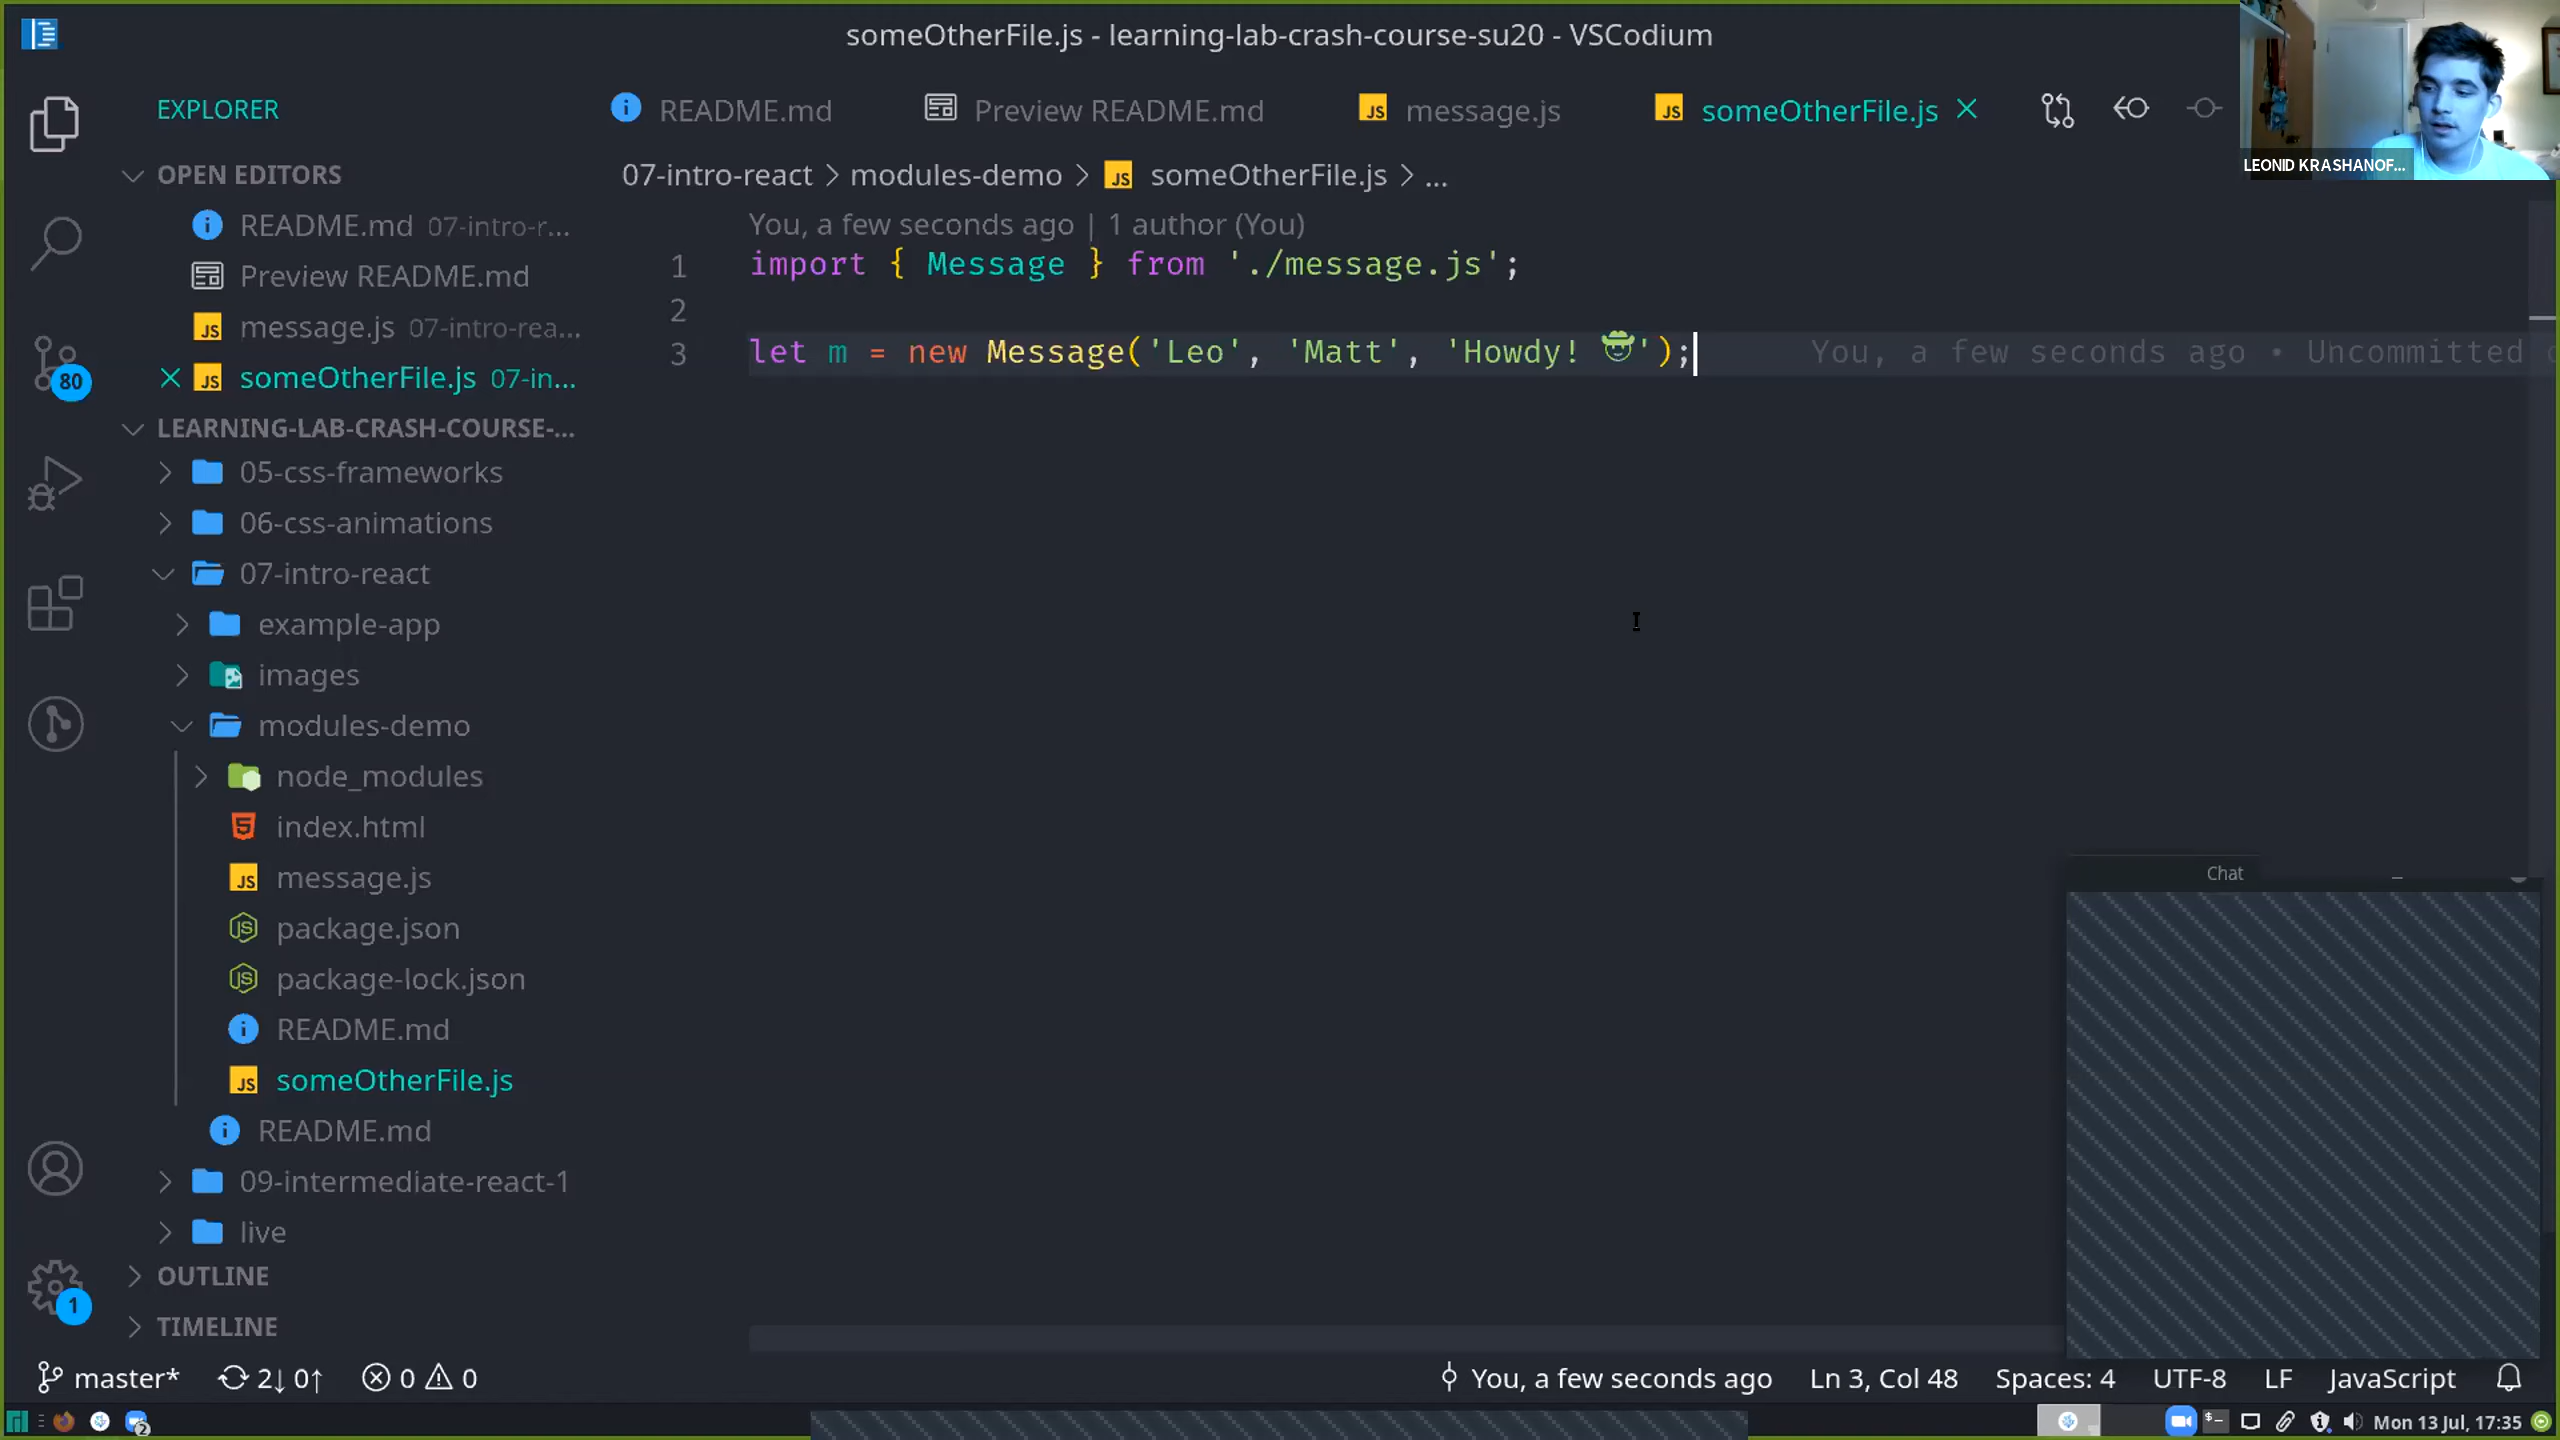 someOtherFile.js - learning-lab-crash-course-su20 - VSCodium
LEONID KRASHANOF...
EXPLORER
OPEN EDITORS
README.md 07-intro-r...
Preview README.md
message.js 07-intro-rea...
someOtherFile.js 07-in...
LEARNING-LAB-CRASH-COURSE-...
05-css-frameworks
06-css-animations
07-intro-react
example-app
images
modules-demo
node_modules
index.html
message.js
package.json
package-lock.json
README.md
someOtherFile.js
README.md
09-intermediate-react-1
live
OUTLINE
TIMELINE
80
1
README.md
Preview README.md
message.js
someOtherFile.js
07-intro-react > modules-demo > JS someOtherFile.js > ...
You, a few seconds ago | 1 author (You)
1 import { Message } from './message.js';
2
3 let m = new Message('Leo', 'Matt', 'Howdy! 🤠'); You, a few seconds ago • Uncommitted
Chat
master* 2↓ 0↑ 0 0 You, a few seconds ago Ln 3, Col 48 Spaces: 4 UTF-8 LF JavaScript
2
Mon 13 Jul, 17:35